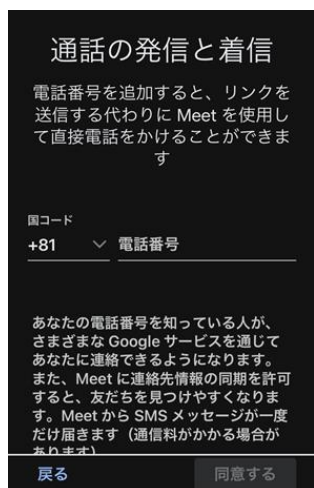 通話の発信と着信
電話番号を追加すると、リンクを
送信する代わりに Meet を使用し
て直接電話をかけることができま
す
国コード
+81 電話番号
あなたの電話番号を知っている人が、
さまざまな Google サービスを通じて
あなたに連絡できるようになります。
また、Meet に連絡先情報の同期を許可
すると、友だちを見つけやすくなりま
す。Meet から SMS メッセージが一度
だけ届きます（通信料がかかる場合が
あります）
戻る 同意する